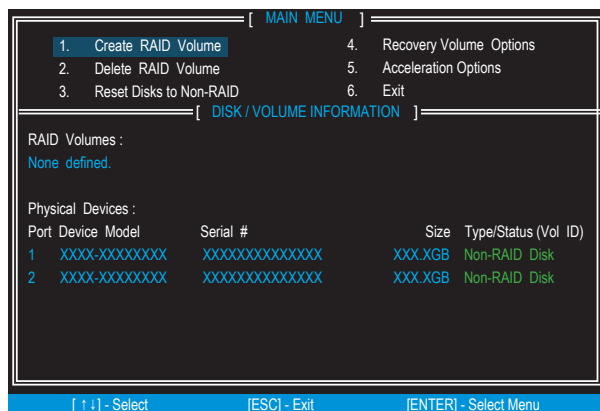 [ MAIN MENU ]
1. Create RAID Volume 4. Recovery Volume Options
2. Delete RAID Volume 5. Acceleration Options
3. Reset Disks to Non-RAID 6. Exit
[ DISK / VOLUME INFORMATION ]
RAID Volumes :
None defined.
Physical Devices :
Port Device Model Serial # Size Type/Status (Vol ID)
1 XXXX-XXXXXXXX XXXXXXXXXXXXXX XXX.XGB Non-RAID Disk
2 XXXX-XXXXXXXX XXXXXXXXXXXXXX XXX.XGB Non-RAID Disk
[ ↑↓] - Select [ESC] - Exit [ENTER] - Select Menu